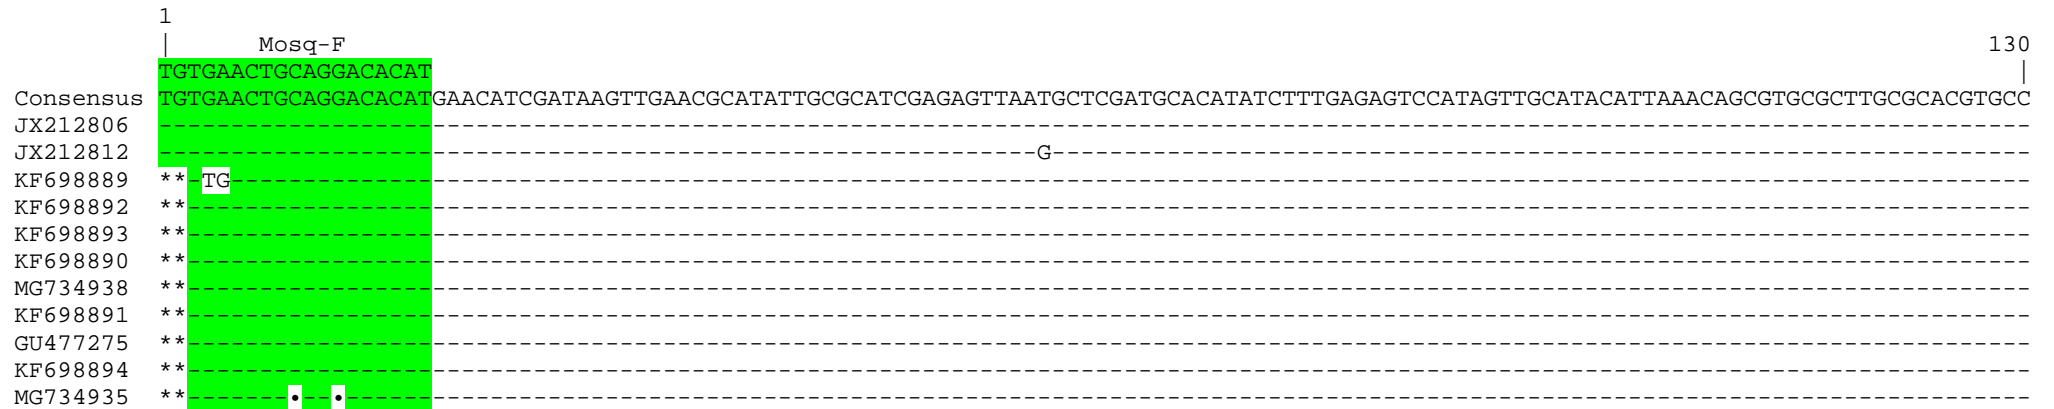 1
| Mosq-F 130
TGTGAACTGCAGGACACAT |
Consensus TGTGAACTGCAGGACACATGAACATCGATAAGTTGAACGCATATTGCGCATCGAGAGTTAATGCTCGATGCACATATCTTTGAGAGTCCATAGTTGCATACATTAAACAGCGTGCGCTTGCGCACGTGCC
JX212806 ----------------------------------------------------------------------------------------------------------------------------------
JX212812 -------------------------------------------------------------G--------------------------------------------------------------------
KF698889 **-TG-----------------------------------------------------------------------------------------------------------------------------
KF698892 **--------------------------------------------------------------------------------------------------------------------------------
KF698893 **--------------------------------------------------------------------------------------------------------------------------------
KF698890 **--------------------------------------------------------------------------------------------------------------------------------
MG734938 **--------------------------------------------------------------------------------------------------------------------------------
KF698891 **--------------------------------------------------------------------------------------------------------------------------------
GU477275 **--------------------------------------------------------------------------------------------------------------------------------
KF698894 **--------------------------------------------------------------------------------------------------------------------------------
MG734935 **-------•--•---------------------------------------------------------------------------------------------------------------------